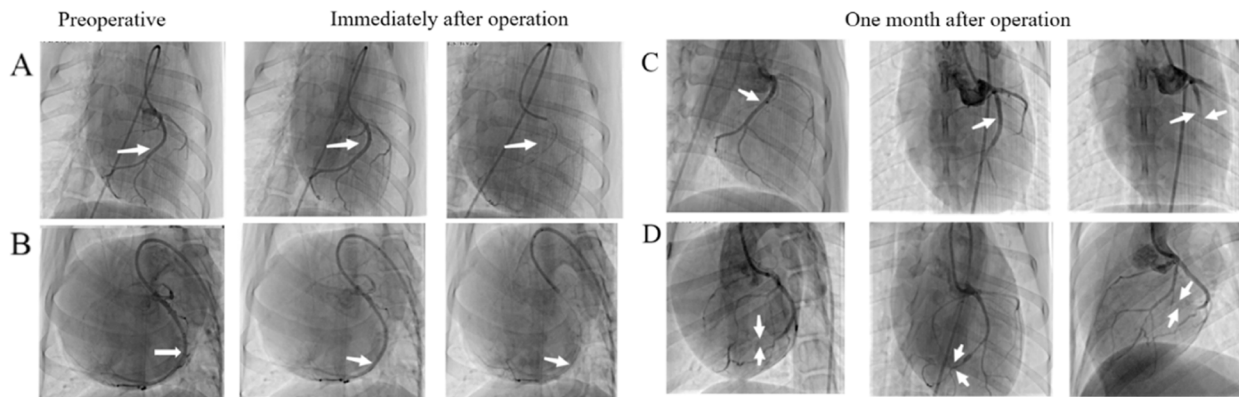 Preoperative
Immediately after operation
One month after operation
A
C
B
D